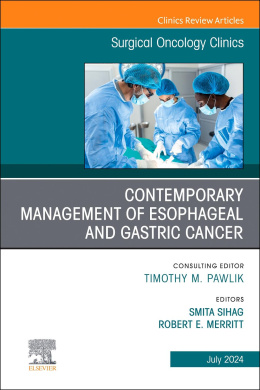 Clinics Review Articles
Surgical Oncology Clinics
CONTEMPORARY
MANAGEMENT OF ESOPHAGEAL
AND GASTRIC CANCER
CONSULTING EDITOR
TIMOTHY M. PAWLIK
EDITORS
SMITA SIHAG
ROBERT E. MERRITT
ELSEVIER
July 2024